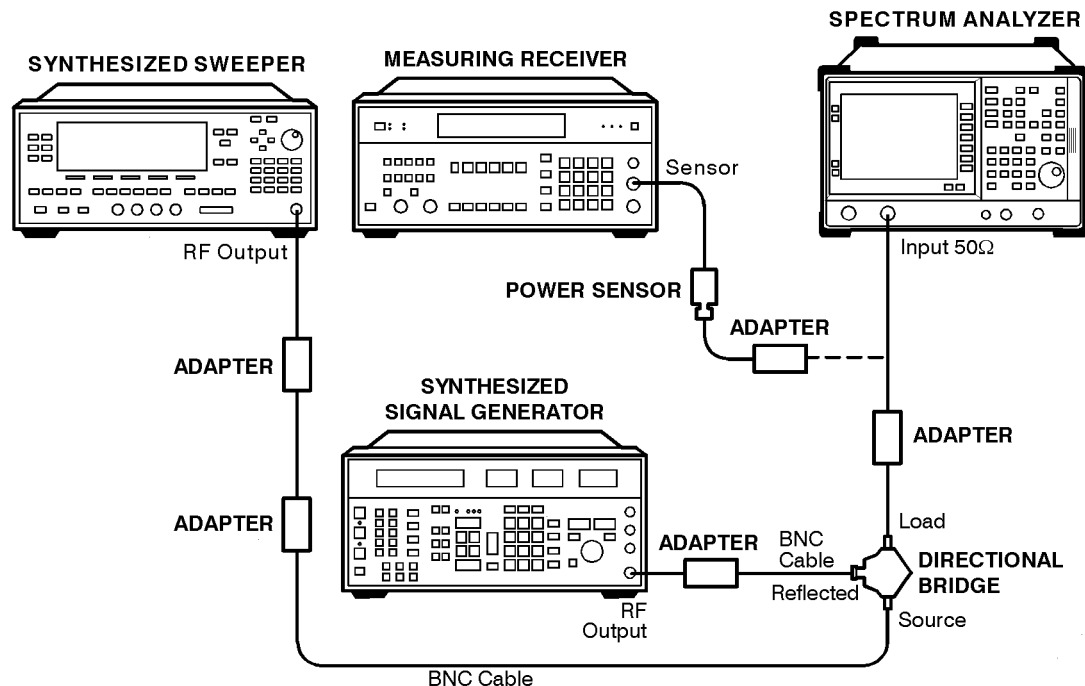 SPECTRUM ANALYZER
SYNTHESIZED SWEEPER
MEASURING RECEIVER
Sensor
RF Output
Input 50Ω
POWER SENSOR
ADAPTER
ADAPTER
SYNTHESIZED
SIGNAL GENERATOR
ADAPTER
ADAPTER
Load
ADAPTER
BNC
Cable
DIRECTIONAL
BRIDGE
Reflected
RF
Output
Source
BNC Cable